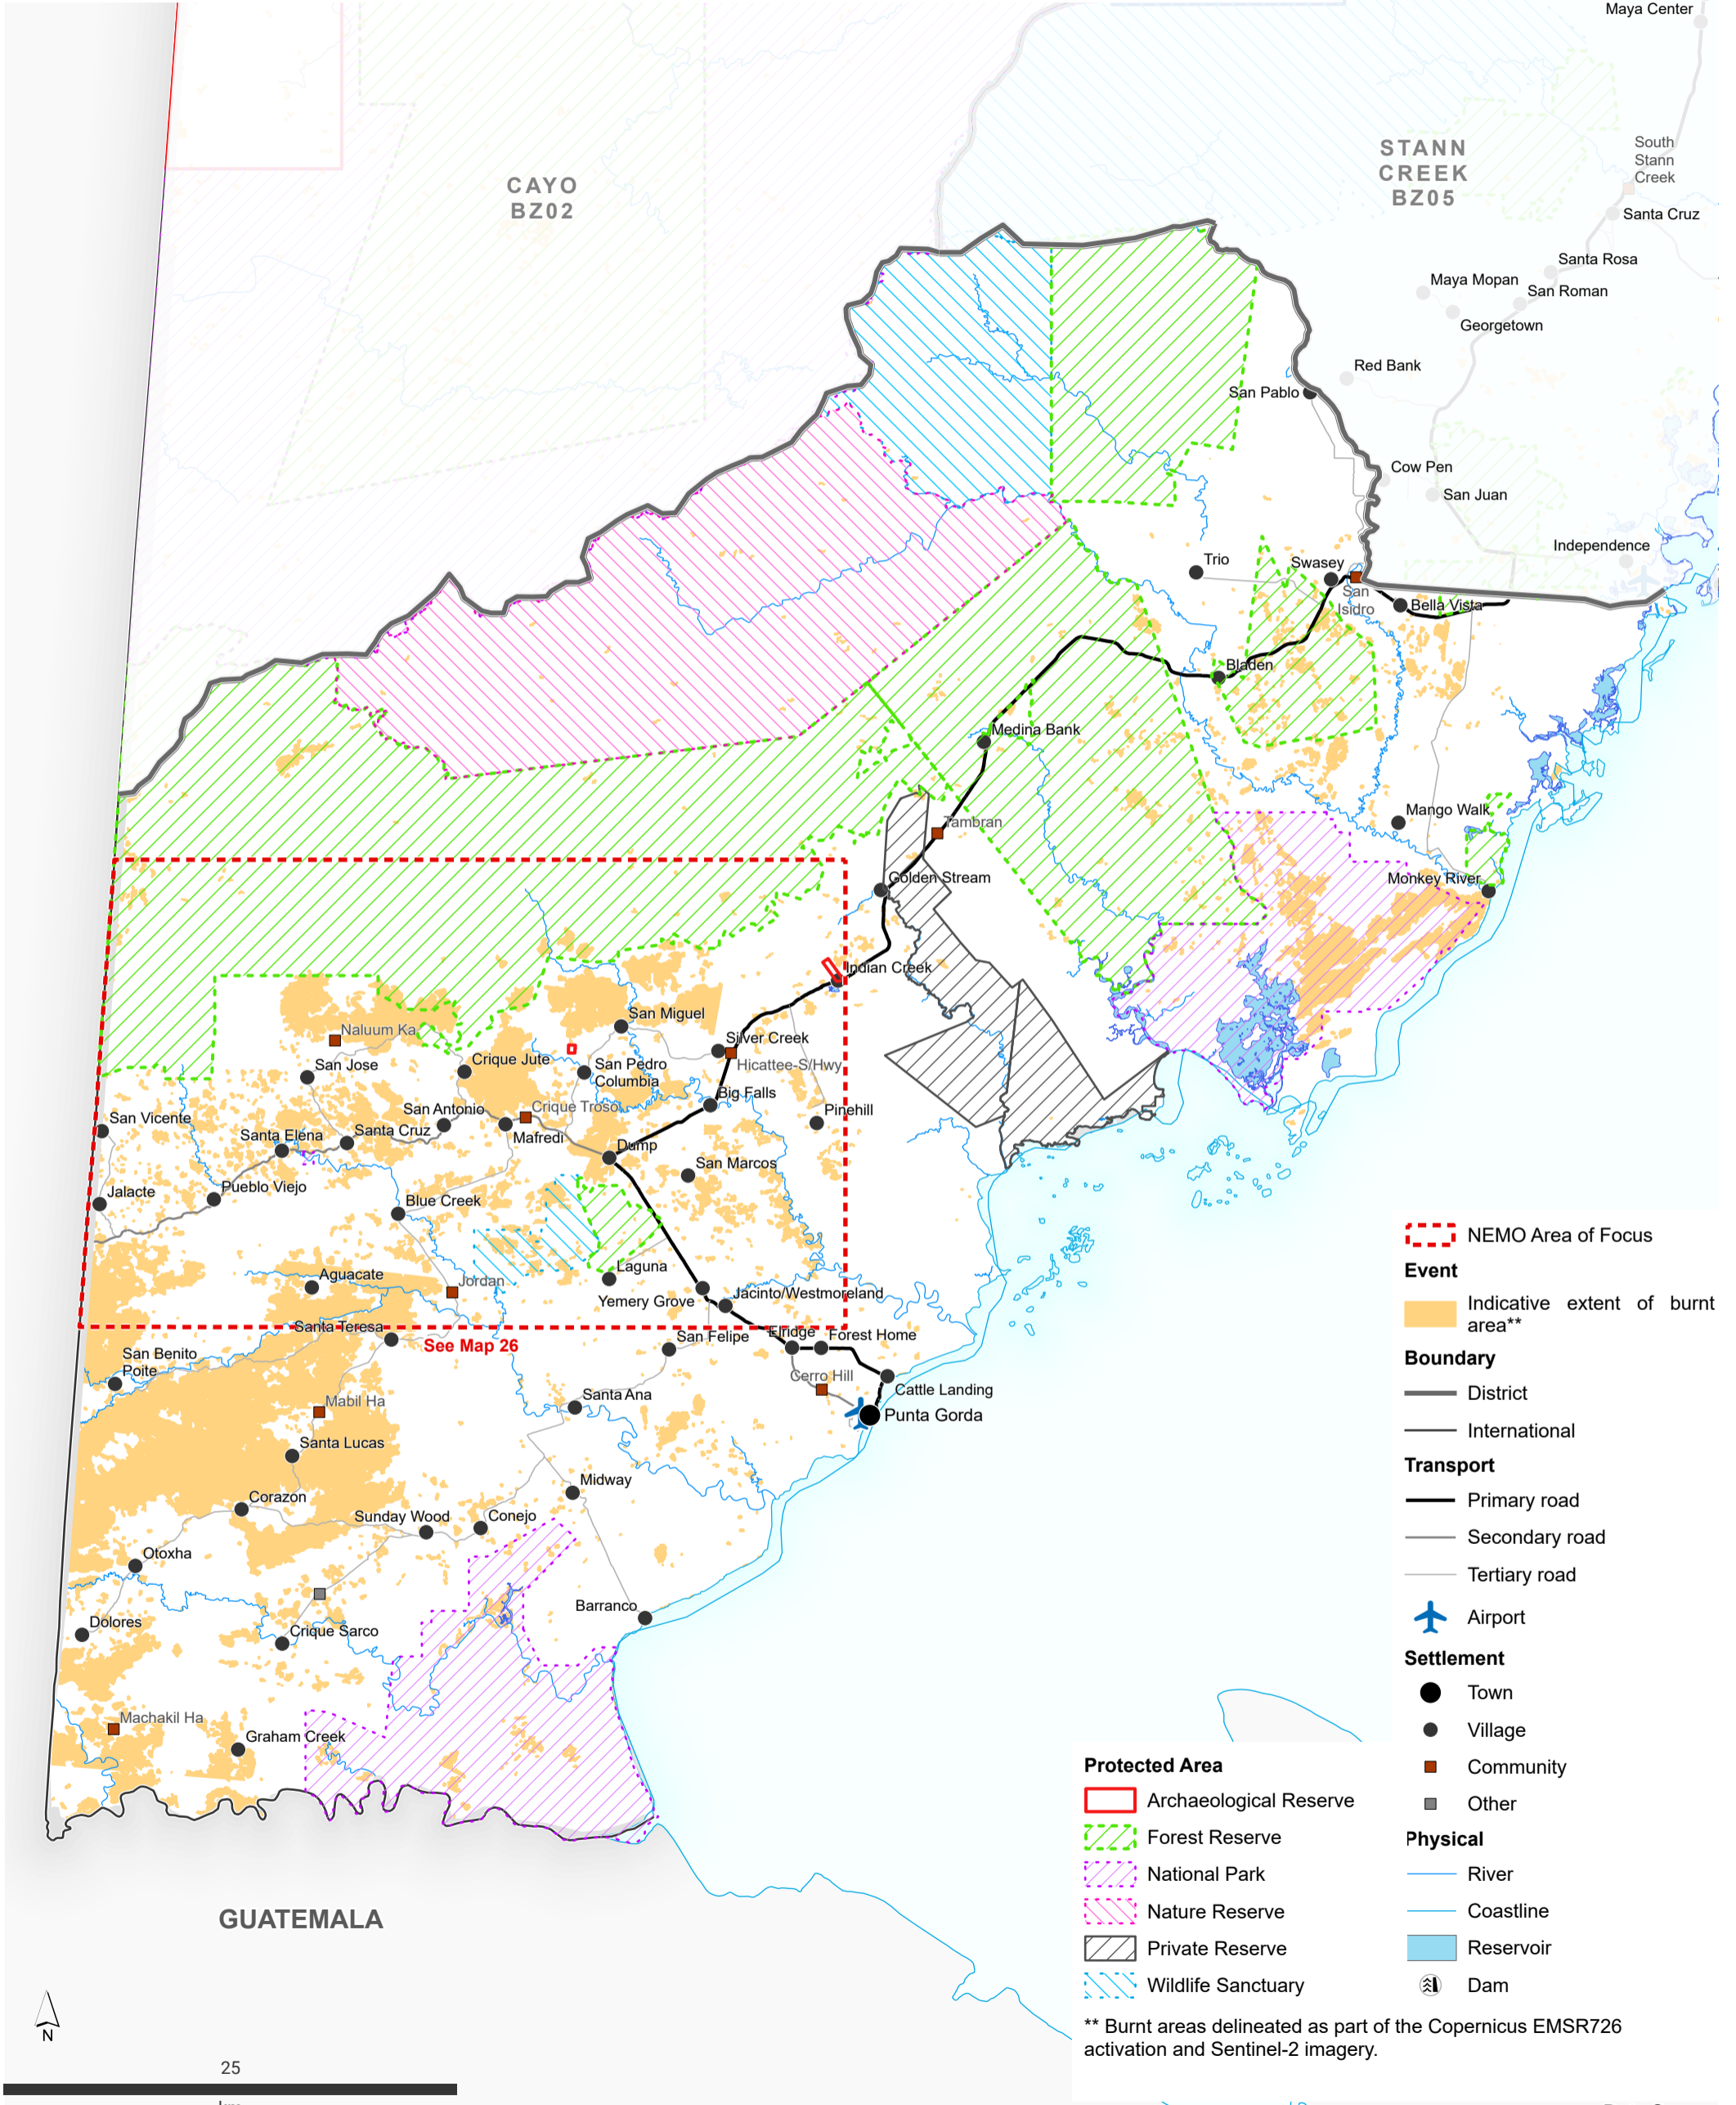 Maya Center
CAYO
BZ02
STANN
CREEK
BZ05
South
Stann
Creek
Santa Cruz
Santa Rosa
Maya Mopan
San Roman
Georgetown
Red Bank
San Pablo
Cow Pen
San Juan
Independence
Trio
Swasey
San
Isidro
Bella Vista
Bladen
Medina Bank
Mango Walk
Tambran
Golden Stream
Monkey River
Indian Creek
San Miguel
Naluum Ka
Silver Creek
San Jose
Crique Jute
San Pedro
Columbia
Hicattee-S/Hwy
Big Falls
San Vicente
San Antonio
Crique Troso
Pinehill
Santa Elena
Santa Cruz
Mafredi
Dump
San Marcos
Jalacte
Pueblo Viejo
Blue Creek
Aguacate
Jordan
Laguna
Yemery Grove
Jacinto/Westmoreland
Santa Teresa
See Map 26
San Felipe
Elridge
Forest Home
San Benito
Poite
Cerro Hill
Cattle Landing
Mabil Ha
Santa Ana
Punta Gorda
Santa Lucas
Midway
Corazon
Sunday Wood
Conejo
Otoxha
Barranco
Dolores
Crique Sarco
Machakil Ha
Graham Creek
GUATEMALA
N
25
NEMO Area of Focus
Event
Indicative extent of burnt
area**
Boundary
District
International
Transport
Primary road
Secondary road
Tertiary road
Airport
Settlement
Town
Village
Community
Other
Physical
River
Coastline
Reservoir
Dam
Protected Area
Archaeological Reserve
Forest Reserve
National Park
Nature Reserve
Private Reserve
Wildlife Sanctuary
** Burnt areas delineated as part of the Copernicus EMSR726
activation and Sentinel-2 imagery.